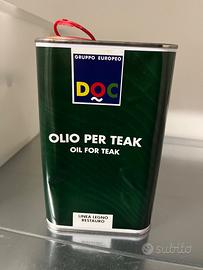 GRUPPO EUROPEO
DOC
OLIO PER TEAK
OIL FOR TEAK
LINEA LEGNO
RESTAURO
subito